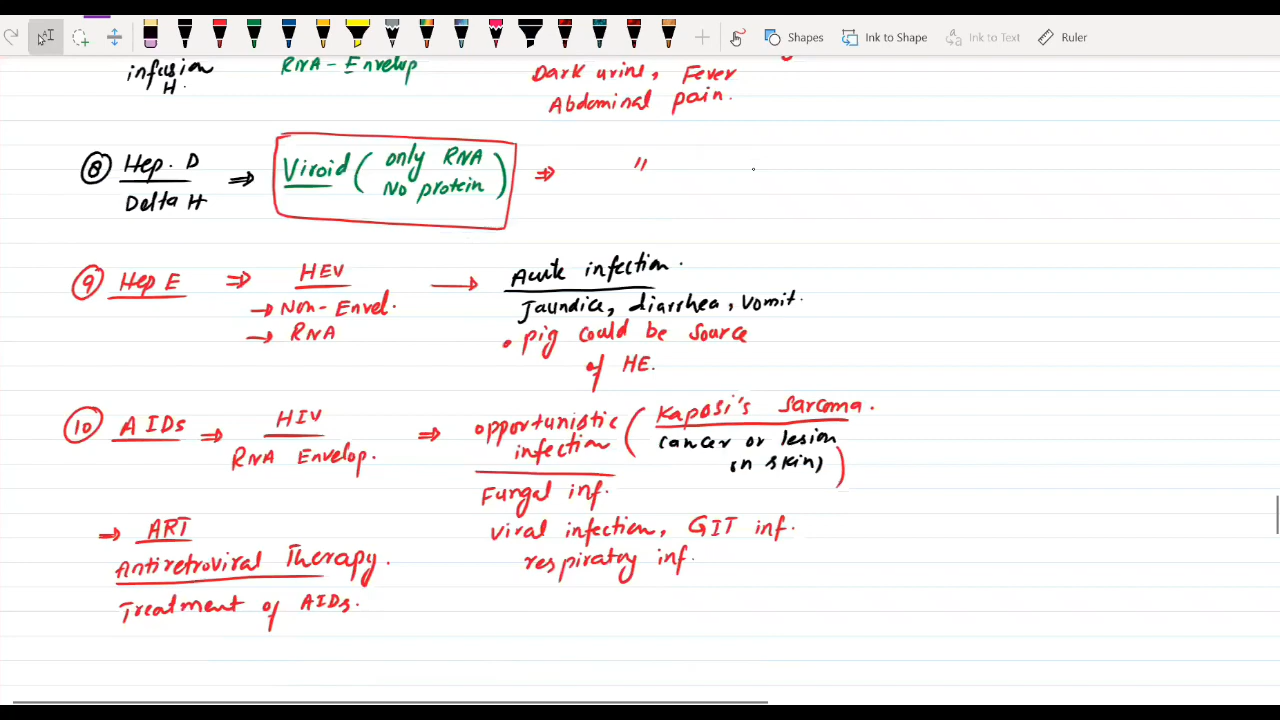 Shapes
Ink to Shape
Ink to Text
Ruler
infusion
H.
RNA-Envelop
Dark urine, Fever
Abdominal pain.
⑧ Hep. D
Delta H
⇒ Viroid (only RNA
No protein) ⇒ "
⑨ Hep E ⇒ HEV
→ Non-Envel.
→ RNA
→ Acute infection.
Jaundice, diarrhea, vomit.
• pig could be source
of HE.
⑩ AIDs ⇒ HIV
RNA Envelop.
⇒ opportunistic
infection
(Kaposi's Sarcoma.
cancer or lesion
on skin)
Fungal inf.
viral infection, GIT inf.
respiratry inf.
⇒ ART
Antiretroviral Therapy.
Treatment of AIDs.